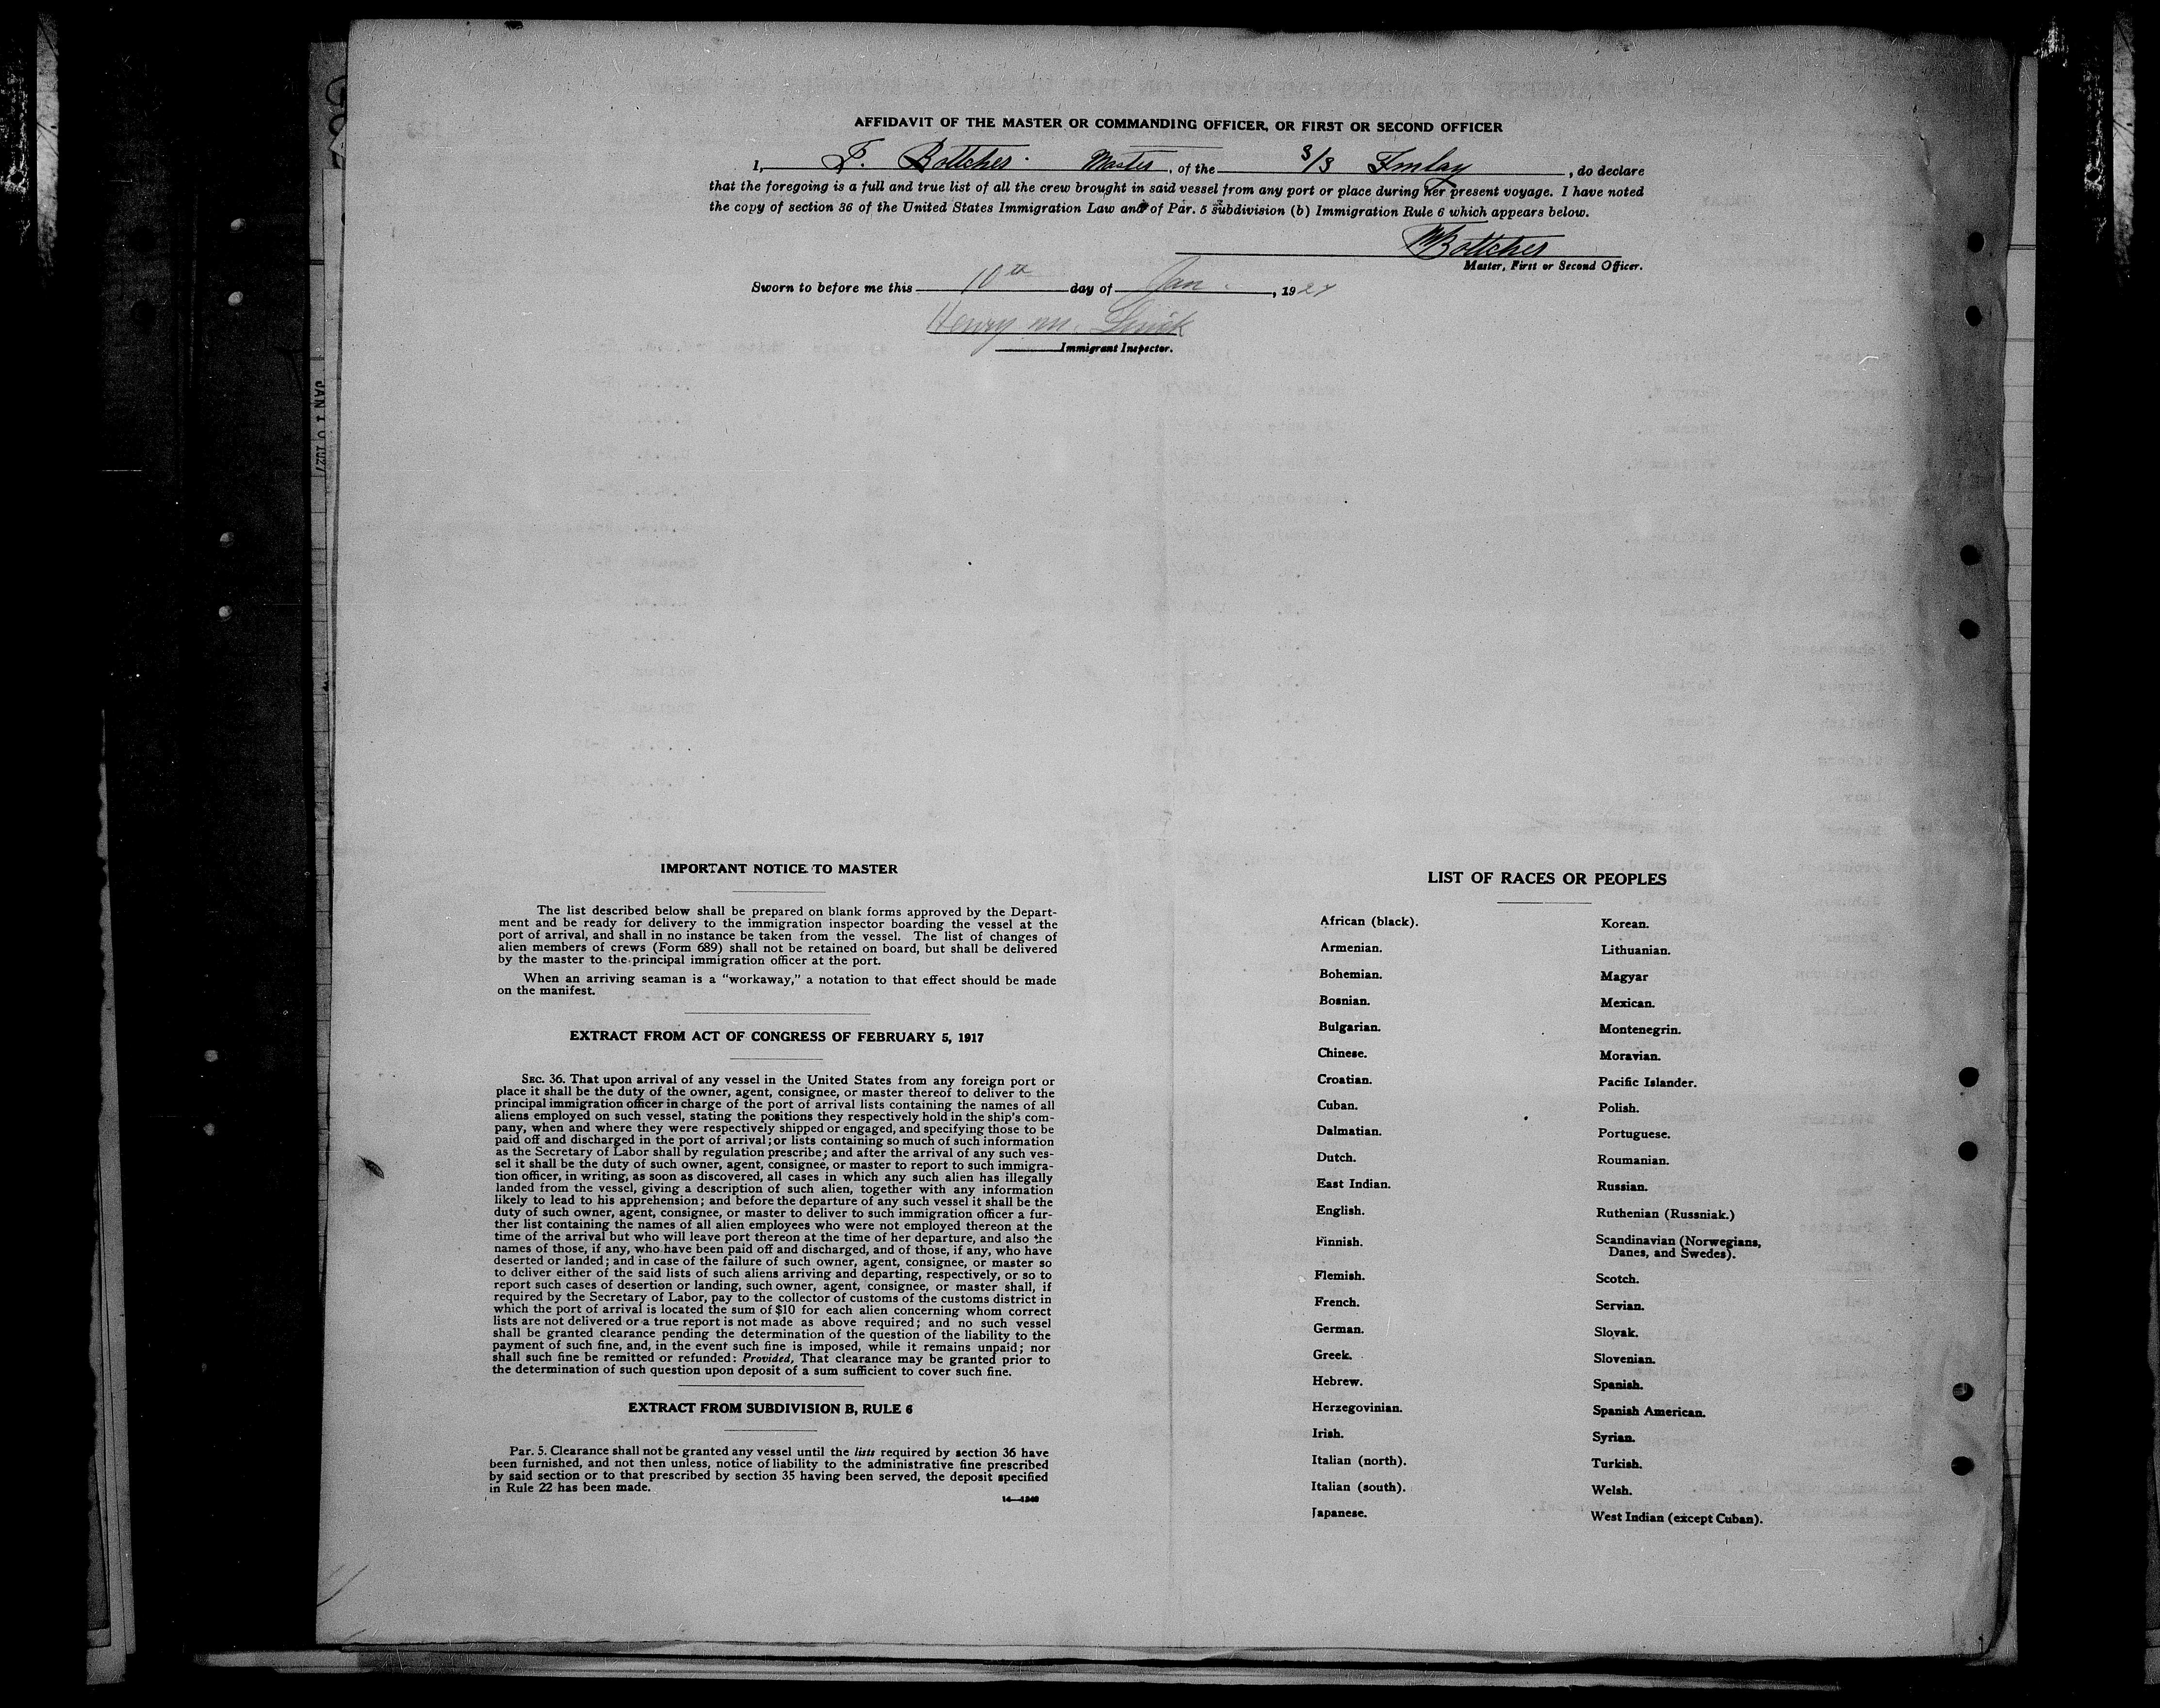 AFFIDAVIT OF THE MASTER OR COMMANDING OFFICER, OR FIRST OR SECOND OFFICER
I, F. Bottcher Master, of the S/S Finlay, do declare
that the foregoing is a full and true list of all the crew brought in said vessel from any port or place during her present voyage. I have noted
the copy of section 36 of the United States Immigration Law and of Par. 5 subdivision (b) Immigration Rule 6 which appears below.
Bottcher
Master, First or Second Officer.
Sworn to before me this 10th day of Jan., 1927
Henry M.
Immigrant Inspector.
JAN 10 1927
IMPORTANT NOTICE TO MASTER
The list described below shall be prepared on blank forms approved by the Depart-
ment and be ready for delivery to the immigration inspector boarding the vessel at the
port of arrival, and shall in no instance be taken from the vessel. The list of changes of
alien members of crews (Form 689) shall not be retained on board, but shall be delivered
by the master to the principal immigration officer at the port.
When an arriving seaman is a “workaway,” a notation to that effect should be made
on the manifest.
EXTRACT FROM ACT OF CONGRESS OF FEBRUARY 5, 1917
SEC. 36. That upon arrival of any vessel in the United States from any foreign port or
place it shall be the duty of the owner, agent, consignee, or master thereof to deliver to the
principal immigration officer in charge of the port of arrival lists containing the names of all
aliens employed on such vessel, stating the positions they respectively hold in the ship's com-
pany, when and where they were respectively shipped or engaged, and specifying those to be
paid off and discharged in the port of arrival; or lists containing so much of such information
as the Secretary of Labor shall by regulation prescribe; and after the arrival of any such ves-
sel it shall be the duty of such owner, agent, consignee, or master to report to such immigra-
tion officer, in writing, as soon as discovered, all cases in which any such alien has illegally
landed from the vessel, giving a description of such alien, together with any information
likely to lead to his apprehension; and before the departure of any such vessel it shall be the
duty of such owner, agent, consignee, or master to deliver to such immigration officer a fur-
ther list containing the names of all alien employees who were not employed thereon at the
time of the arrival but who will leave port thereon at the time of her departure, and also the
names of those, if any, who have been paid off and discharged, and of those, if any, who have
deserted or landed; and in case of the failure of such owner, agent, consignee, or master so
to deliver either of the said lists of such aliens arriving and departing, respectively, or so to
report such cases of desertion or landing, such owner, agent, consignee, or master shall, if
required by the Secretary of Labor, pay to the collector of customs of the customs district in
which the port of arrival is located the sum of $10 for each alien concerning whom correct
lists are not delivered or a true report is not made as above required; and no such vessel
shall be granted clearance pending the determination of the question of the liability to the
payment of such fine, and, in the event such fine is imposed, while it remains unpaid; nor
shall such fine be remitted or refunded: Provided, That clearance may be granted prior to
the determination of such question upon deposit of a sum sufficient to cover such fine.
EXTRACT FROM SUBDIVISION B, RULE 6
Par. 5. Clearance shall not be granted any vessel until the lists required by section 36 have
been furnished, and not then unless, notice of liability to the administrative fine prescribed
by said section or to that prescribed by section 35 having been served, the deposit specified
in Rule 22 has been made.
LIST OF RACES OR PEOPLES
African (black).
Armenian.
Bohemian.
Bosnian.
Bulgarian.
Chinese.
Croatian.
Cuban.
Dalmatian.
Dutch.
East Indian.
English.
Finnish.
Flemish.
French.
German.
Greek.
Hebrew.
Herzegovinian.
Irish.
Italian (north).
Italian (south).
Japanese.
Korean.
Lithuanian.
Magyar
Mexican.
Montenegrin.
Moravian.
Pacific Islander.
Polish.
Portuguese.
Roumanian.
Russian.
Ruthenian (Russniak.)
Scandinavian (Norwegians,
Danes, and Swedes).
Scotch.
Servian.
Slovak.
Slovenian.
Spanish.
Spanish American.
Syrian.
Turkish.
Welsh.
West Indian (except Cuban).